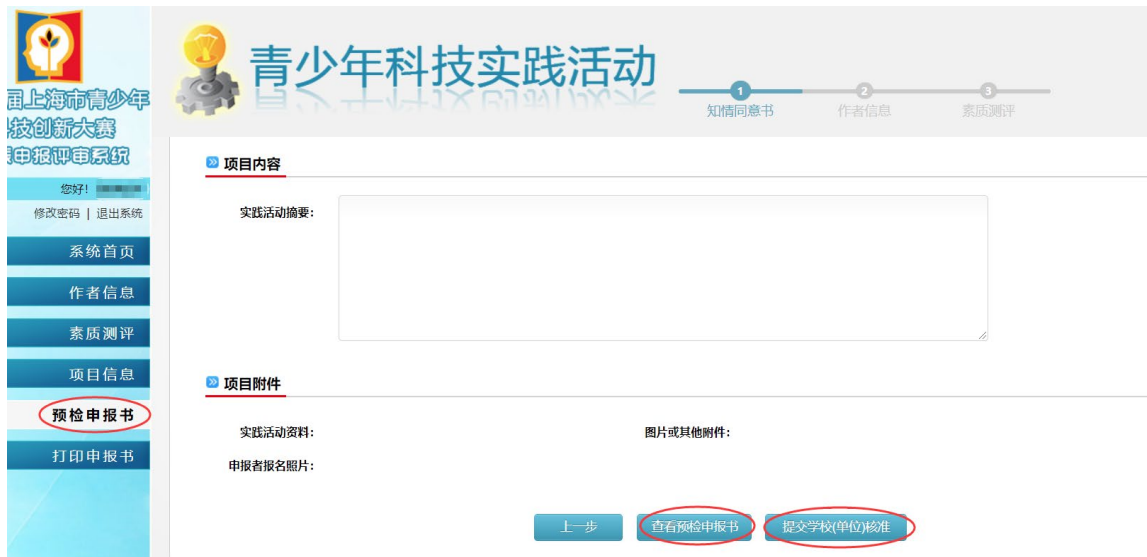 届上海市青少年
技创新大赛
申报评审系统
您好!
修改密码 | 退出系统
系统首页
作者信息
素质测评
项目信息
预检申报书
打印申报书
青少年科技实践活动
1 2 3
知情同意书 作者信息 素质测评
项目内容
实践活动摘要:
项目附件
实践活动资料: 图片或其他附件:
申报者报名照片:
上一步 查看预检申报书 提交学校(单位)核准